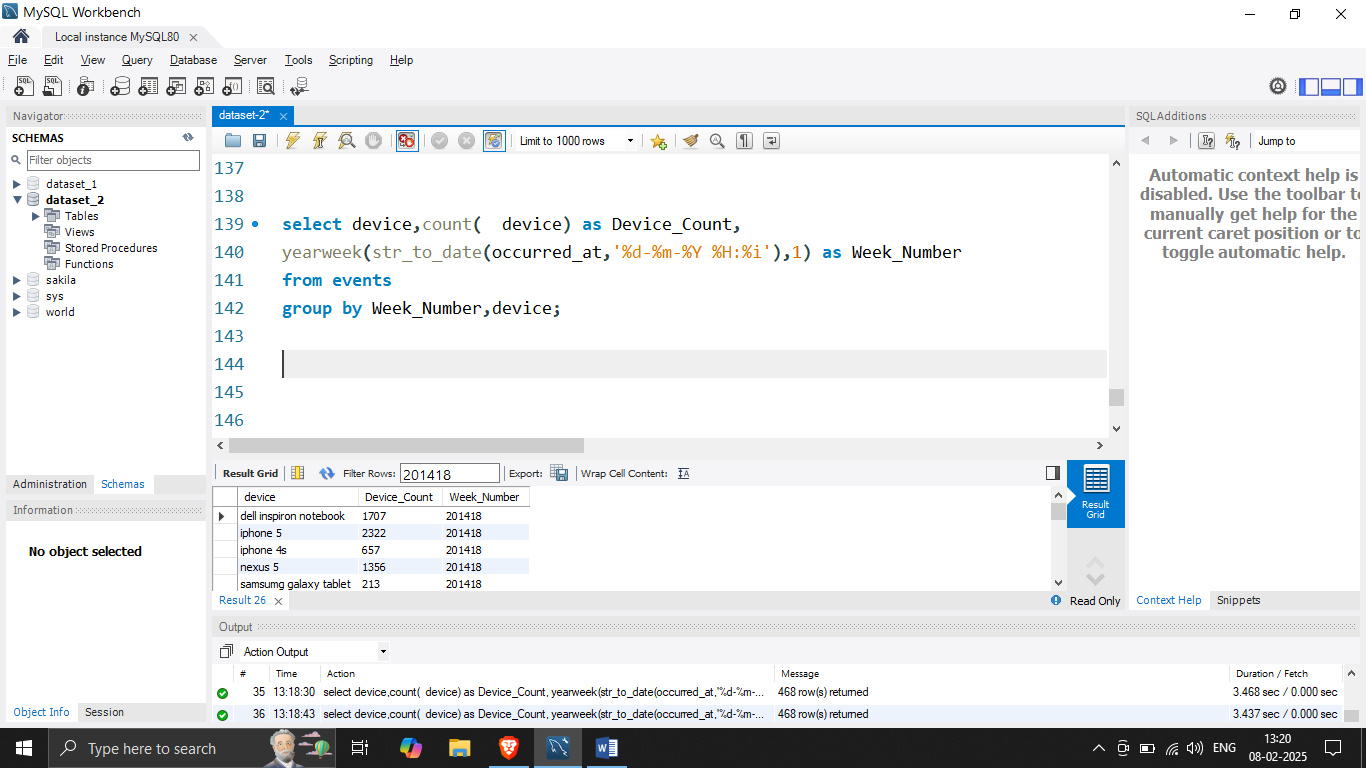 MySQL Workbench
Local instance MySQL80
File Edit View Query Database Server Tools Scripting Help
Navigator
SCHEMAS
Filter objects
dataset_1
dataset_2
Tables
Views
Stored Procedures
Functions
sakila
sys
world
Administration Schemas
Information
No object selected
Object Info Session
dataset-2*
Limit to 1000 rows
137
138
139 select device,count(  device) as Device_Count,
140 yearweek(str_to_date(occurred_at,'%d-%m-%Y %H:%i'),1) as Week_Number
141 from events
142 group by Week_Number,device;
143
144
145
146
Result Grid Filter Rows: 201418 Export: Wrap Cell Content:
device Device_Count Week_Number
dell inspiron notebook 1707 201418
iphone 5 2322 201418
iphone 4s 657 201418
nexus 5 1356 201418
samsumg galaxy tablet 213 201418
Result Grid
Result 26
Read Only
SQLAdditions
Jump to
Automatic context help is
disabled. Use the toolbar to
manually get help for the
current caret position or to
toggle automatic help.
Context Help Snippets
Output
Action Output
# Time Action Message Duration / Fetch
35 13:18:30 select device,count(  device) as Device_Count, yearweek(str_to_date(occurred_at,'%d-%m-... 468 row(s) returned 3.468 sec / 0.000 sec
36 13:18:43 select device,count(  device) as Device_Count, yearweek(str_to_date(occurred_at,'%d-%m-... 468 row(s) returned 3.437 sec / 0.000 sec
Type here to search
ENG
13:20
08-02-2025